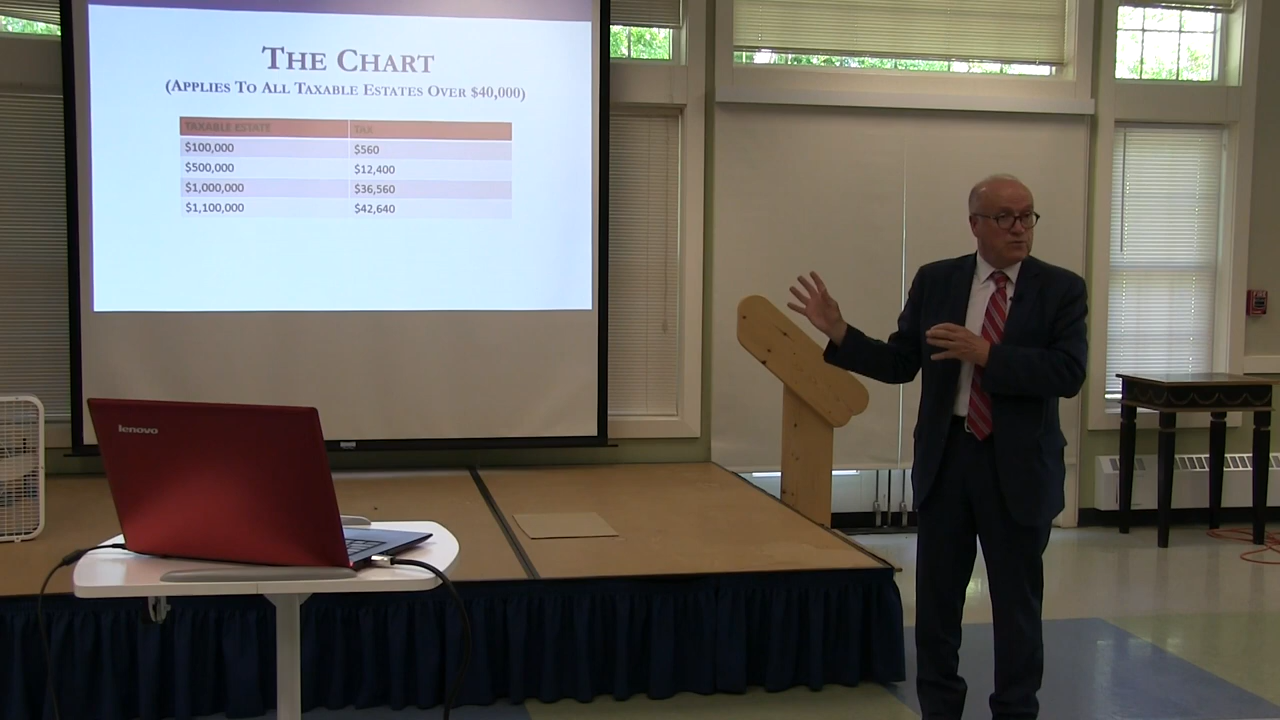 THE CHART
(APPLIES TO ALL TAXABLE ESTATES OVER $40,000)
TAXABLE ESTATE TAX
$100,000 $560
$500,000 $12,400
$1,000,000 $36,560
$1,100,000 $42,640
lenovo